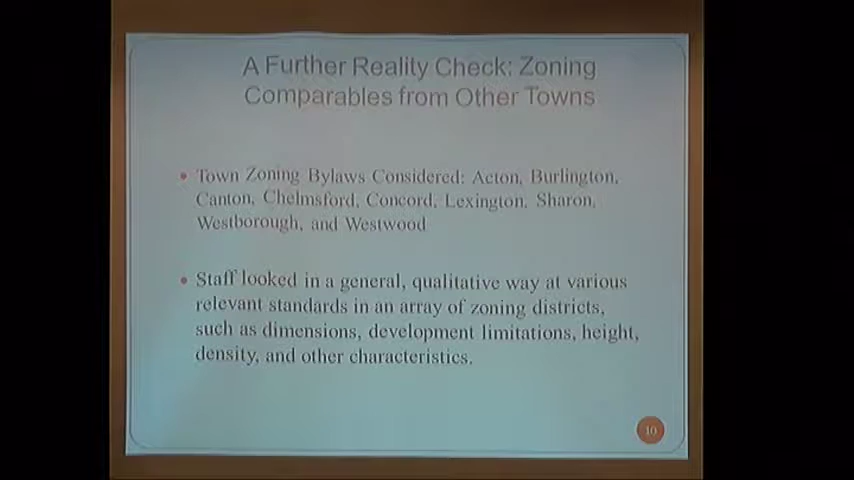 A Further Reality Check: Zoning
Comparables from Other Towns
• Town Zoning Bylaws Considered: Acton, Burlington,
Canton, Chelmsford, Concord, Lexington, Sharon,
Westborough, and Westwood
• Staff looked in a general, qualitative way at various
relevant standards in an array of zoning districts,
such as dimensions, development limitations, height,
density, and other characteristics.
10